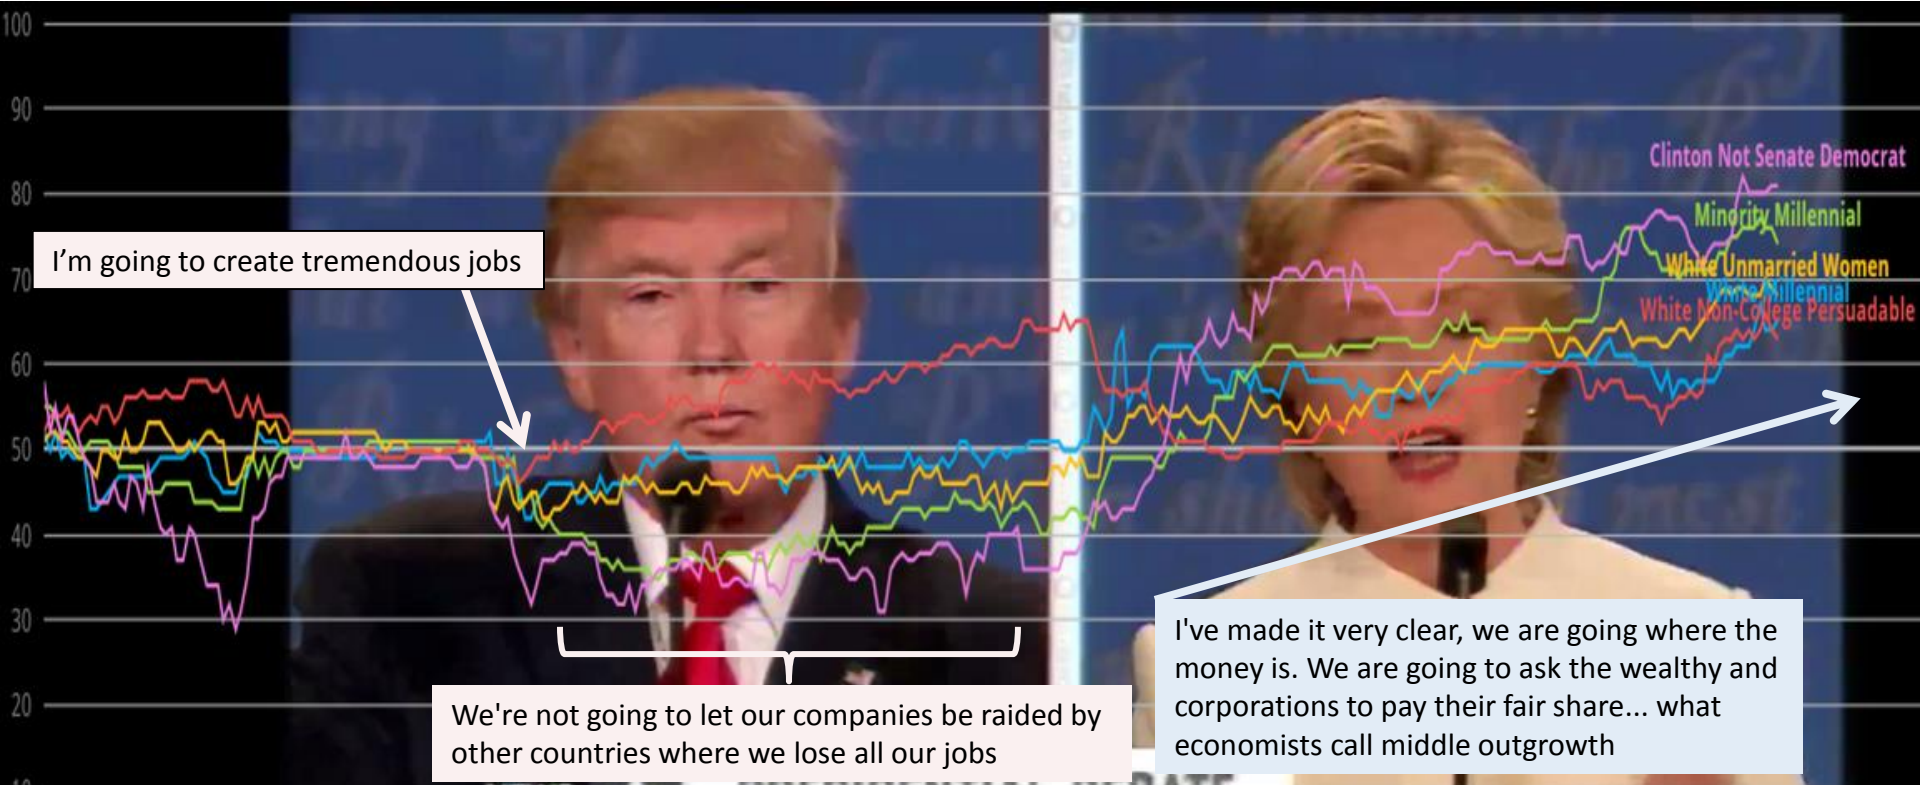 100
90
80
70
60
50
40
30
20
Clinton Not Senate Democrat
Minority Millennial
White Unmarried Women
White Millennial
White Non-College Persuadable
I'm going to create tremendous jobs
We're not going to let our companies be raided by
other countries where we lose all our jobs
I've made it very clear, we are going where the
money is. We are going to ask the wealthy and
corporations to pay their fair share... what
economists call middle outgrowth